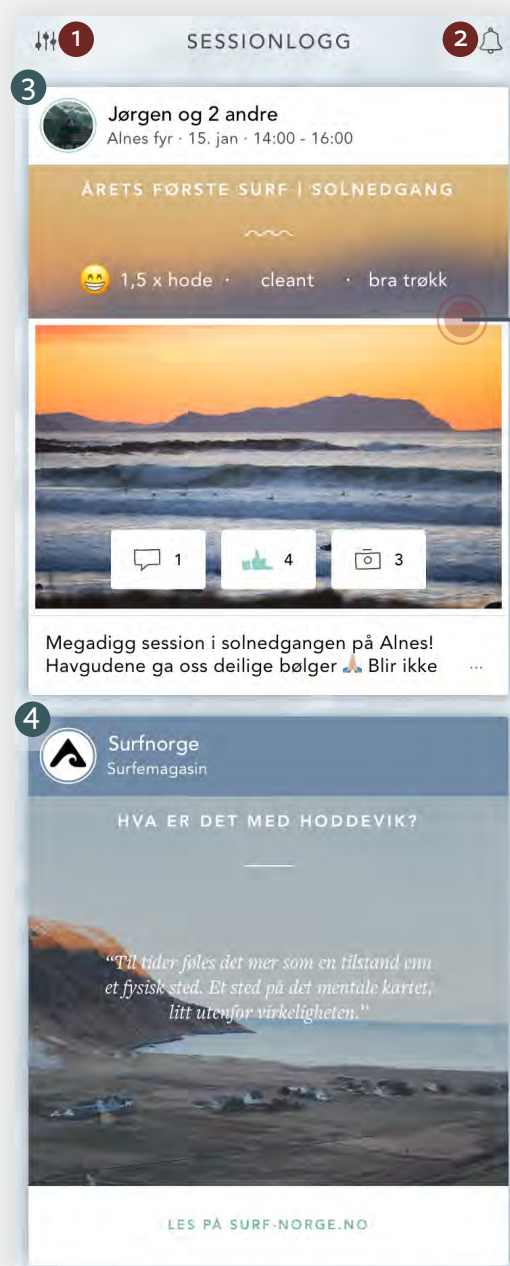 1
SESSIONLOGG
2
3
Jørgen og 2 andre
Alnes fyr · 15. jan · 14:00 - 16:00
ÅRETS FØRSTE SURF I SOLNEDGANG
1,5 x hode · cleant · bra trøkk
1 4 3
Megadigg session i solnedgangen på Alnes!
Havgudene ga oss deilige bølger 🙏🏼 Blir ikke ...
4
Surfnorge
Surfemagasin
HVA ER DET MED HODDEVIK?
“Til tider føles det mer som en tilstand enn
et fysisk sted. Et sted på det mentale kartet,
litt utenfor virkeligheten.”
LES PÅ SURF-NORGE.NO